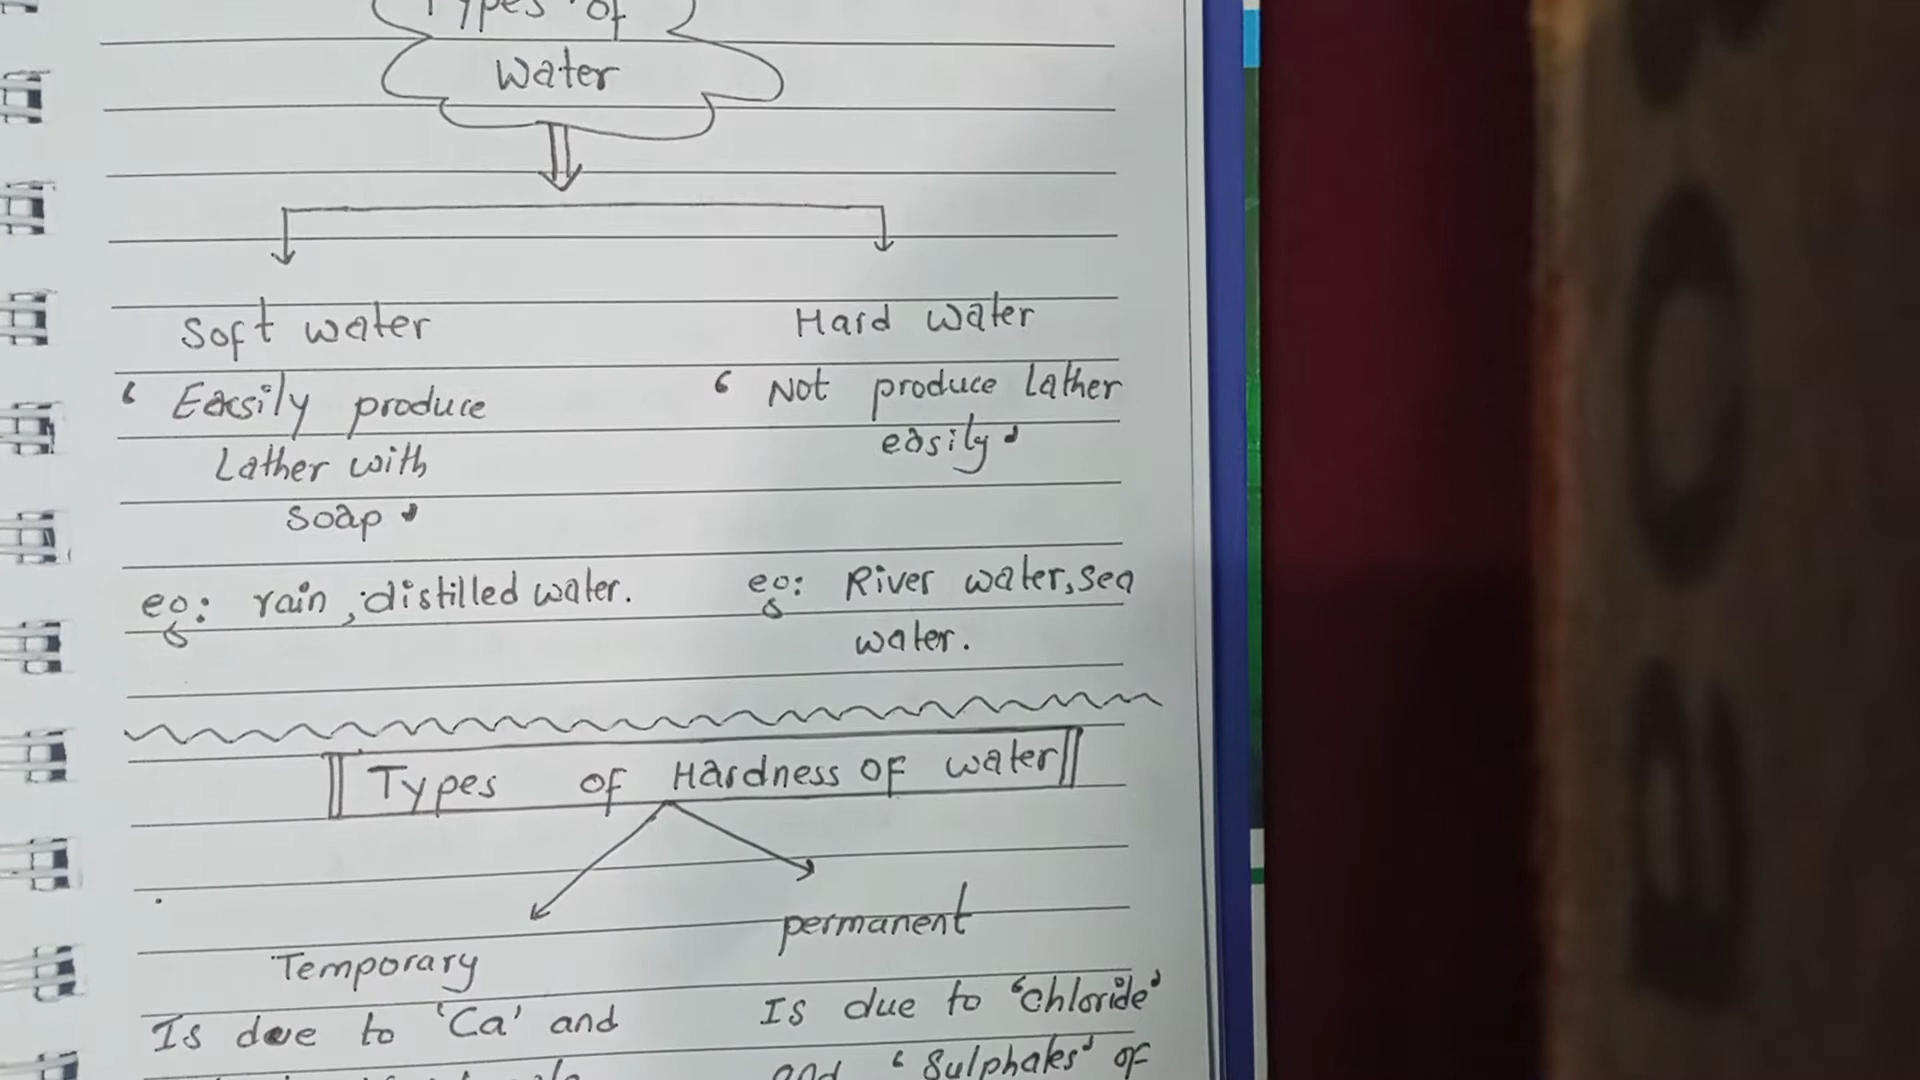 Types of
Water
Soft water
Hard water
‘ Easily produce
Lather with
soap ’
‘ Not produce Lather
easily ’
eg: rain, distilled water.
eg: River water, sea
water.
Types of Hardness of water
Temporary
permanent
Is due to ‘Ca’ and
Is due to ‘chloride’
and ‘Sulphates’ of